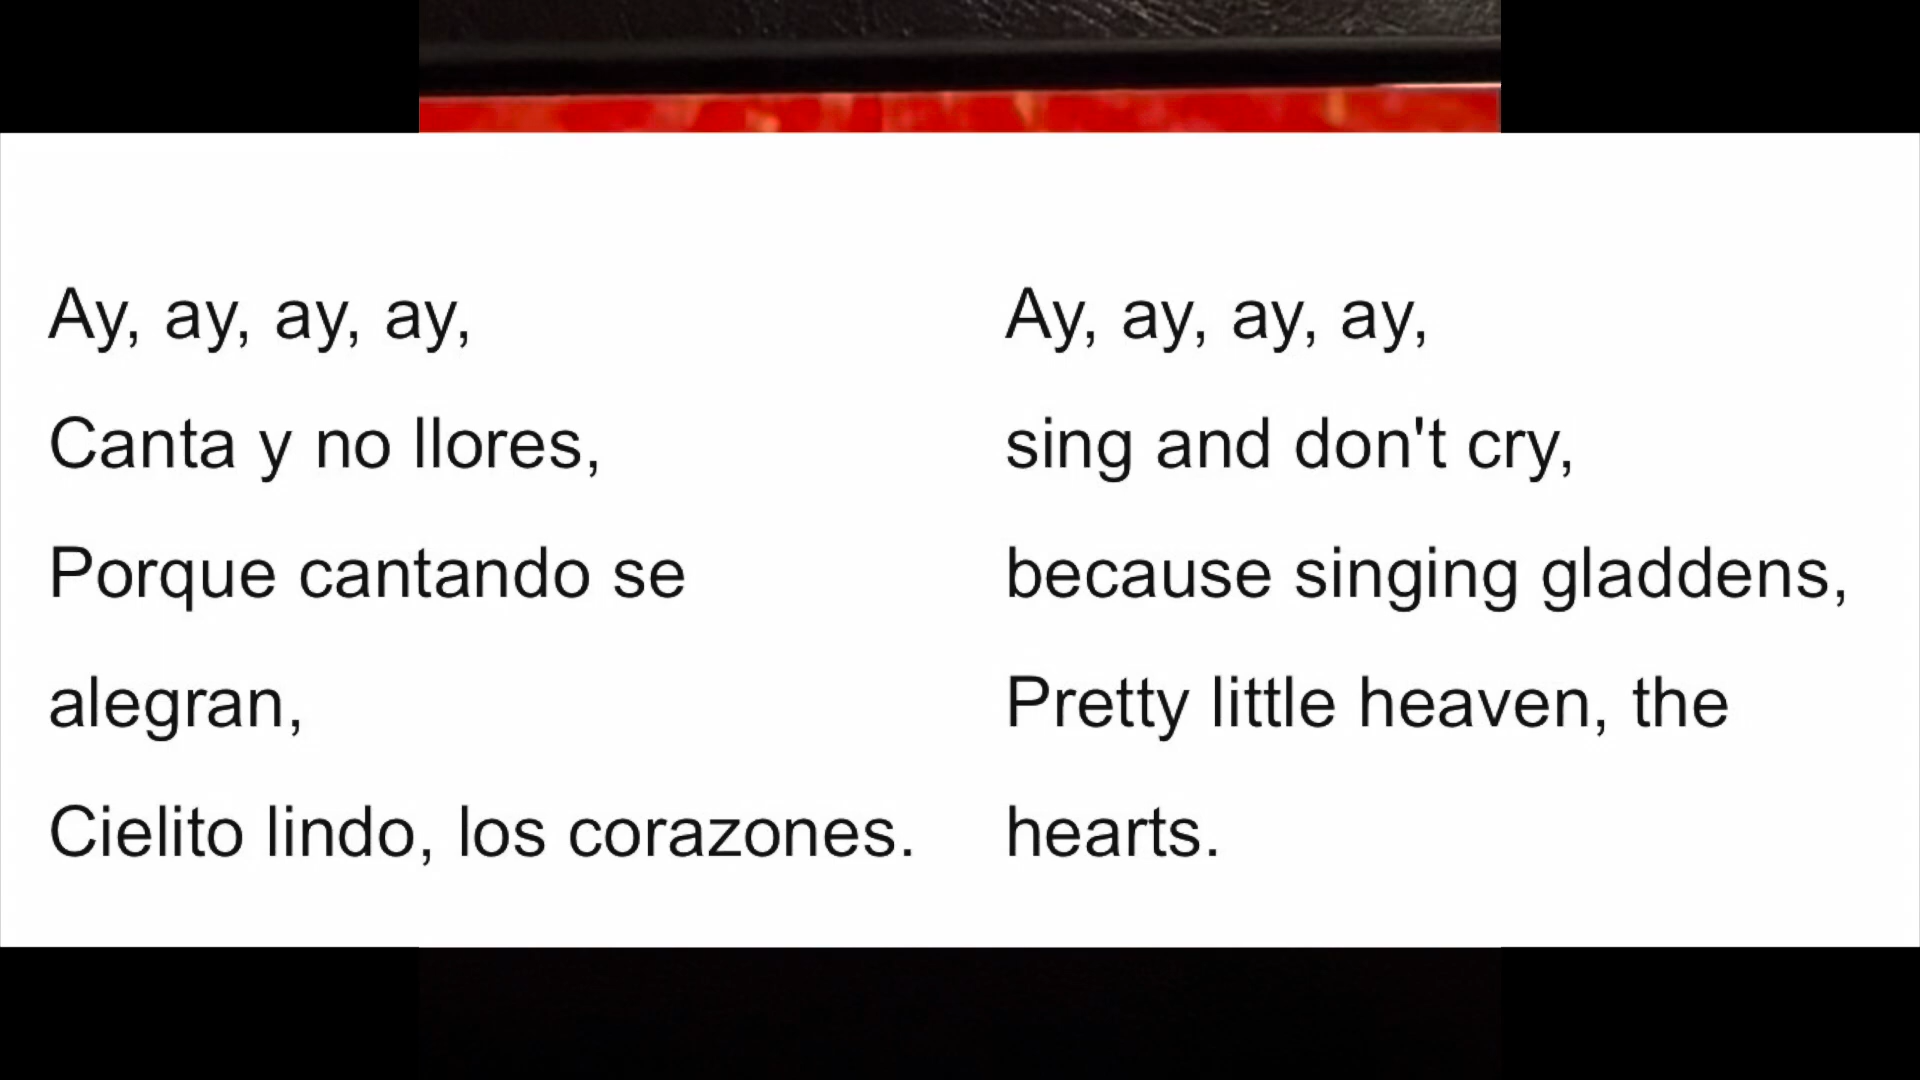 Ay, ay, ay, ay,
Canta y no llores,
Porque cantando se
alegran,
Cielito lindo, los corazones.
Ay, ay, ay, ay,
sing and don't cry,
because singing gladdens,
Pretty little heaven, the
hearts.